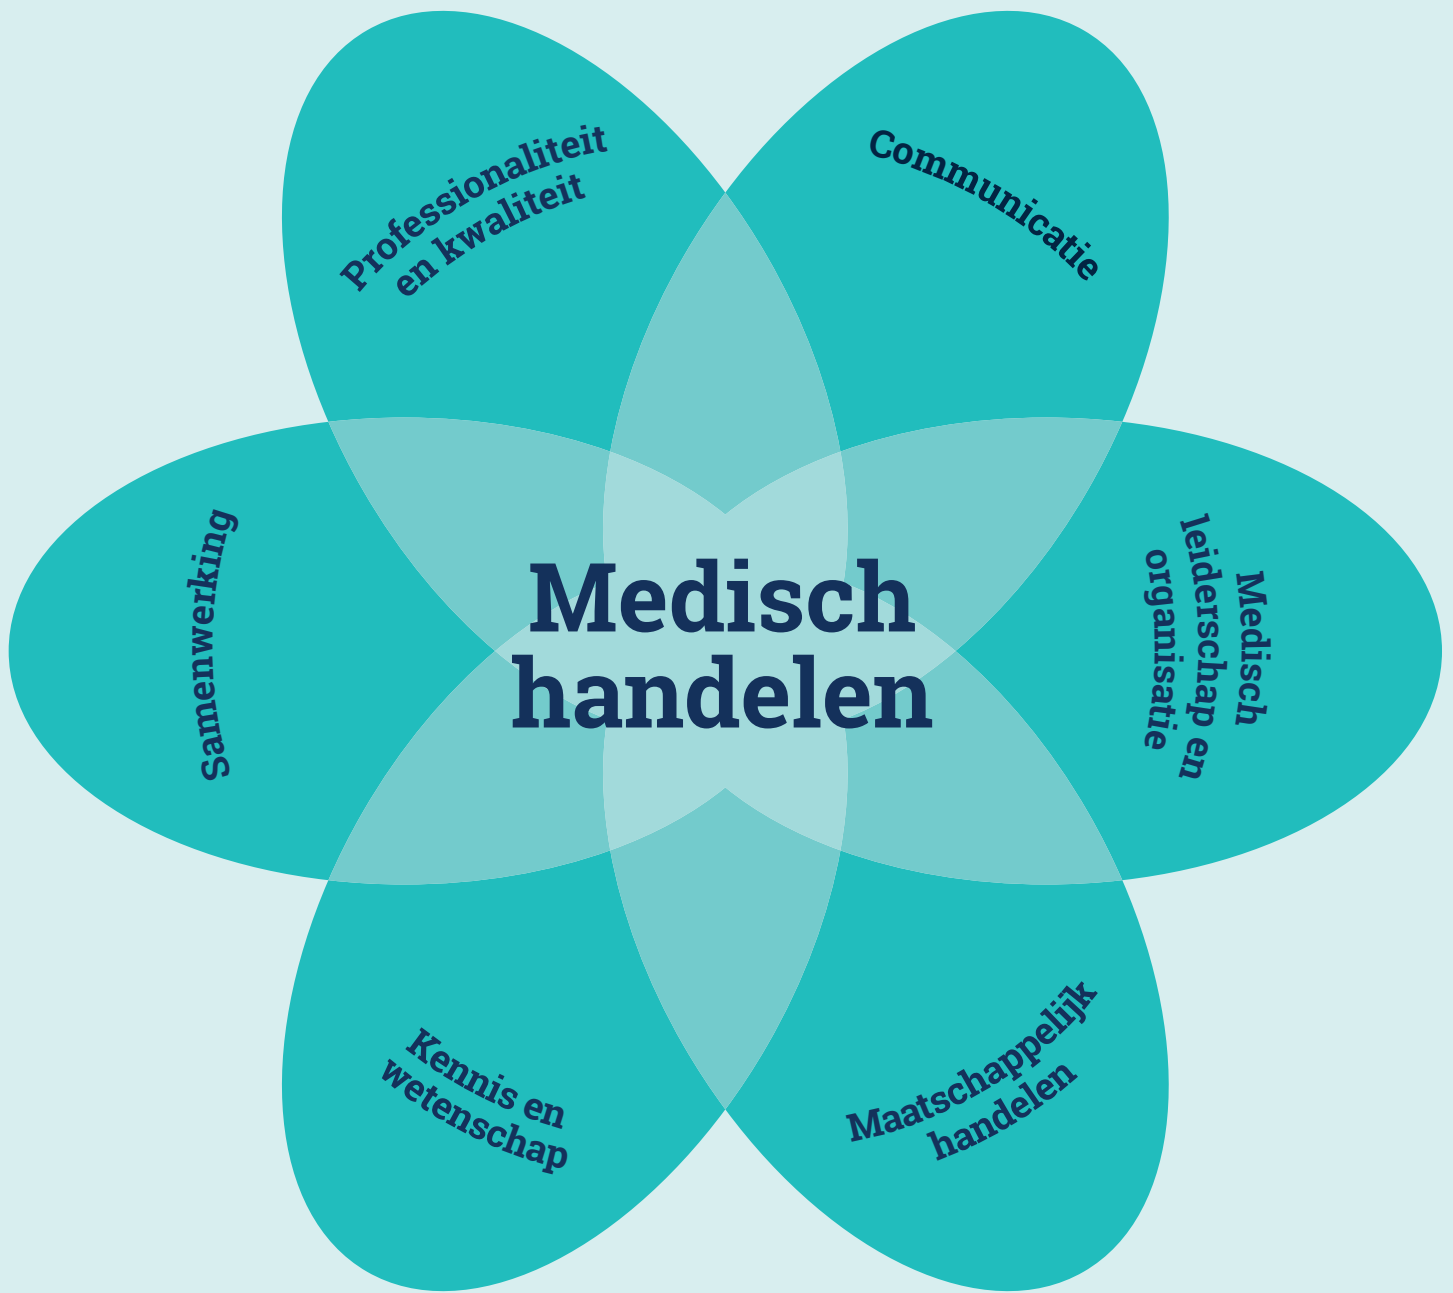 Professionaliteit
en kwaliteit
Communicatie
Samenwerking
Medisch
handelen
Medisch
leiderschap en
organisatie
Kennis en
wetenschap
Maatschappelijk
handelen